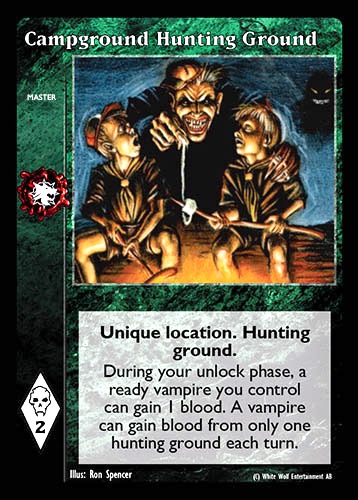 Campground Hunting Ground
MASTER
Unique location. Hunting
ground.
During your unlock phase, a
ready vampire you control
can gain 1 blood. A vampire
can gain blood from only one
hunting ground each turn.
2
Illus: Ron Spencer
(C) White Wolf Entertainment AB